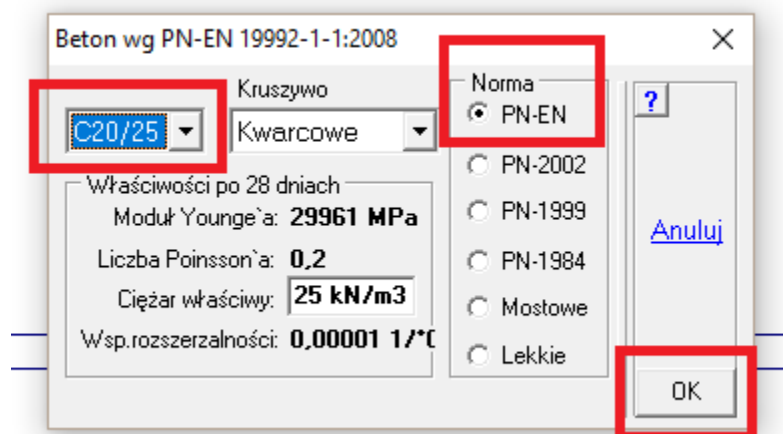 Beton wg PN-EN 19992-1-1:2008
C20/25
Kruszywo
Kwarcowe
Właściwości po 28 dniach
Moduł Younge`a: 29961 MPa
Liczba Poinsson`a: 0,2
Ciężar właściwy: 25 kN/m3
Wsp.rozszerzalności: 0,00001 1/°C
Norma
PN-EN
PN-2002
PN-1999
PN-1984
Mostowe
Lekkie
?
Anuluj
OK